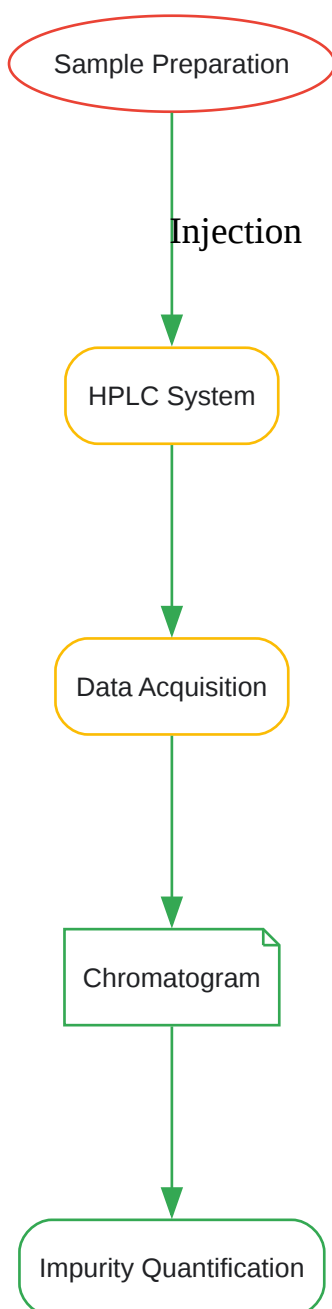 Sample Preparation
Injection
HPLC System
Data Acquisition
Chromatogram
Impurity Quantification